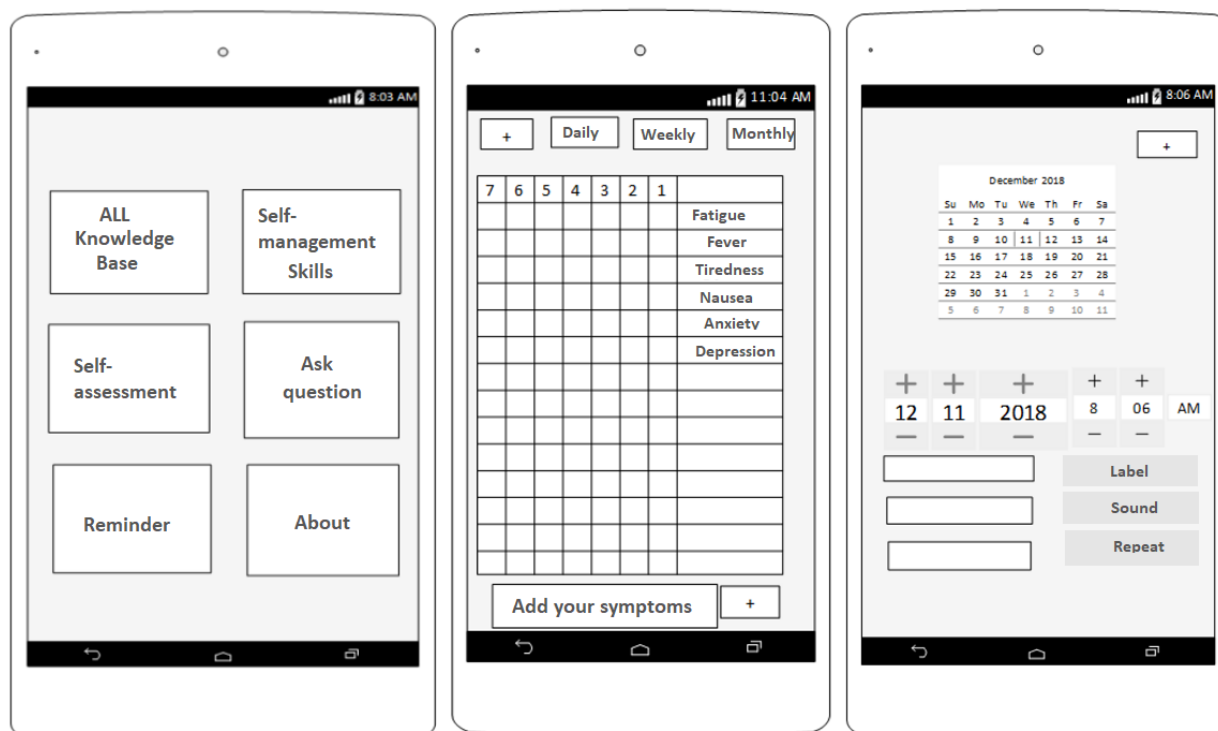 8:03 AM
ALL
Knowledge
Base
Self-
management
Skills
Self-
assessment
Ask
question
Reminder
About
11:04 AM
+ Daily Weekly Monthly
7 6 5 4 3 2 1
Fatigue
Fever
Tiredness
Nausea
Anxiety
Depression
Add your symptoms +
8:06 AM
+
December 2018
Su Mo Tu We Th Fr Sa
1 2 3 4 5 6 7
8 9 10 11 12 13 14
15 16 17 18 19 20 21
22 23 24 25 26 27 28
29 30 31 1 2 3 4
5 6 7 8 9 10 11
+ + + + +
12 11 2018 8 06 AM
— — — — —
Label
Sound
Repeat